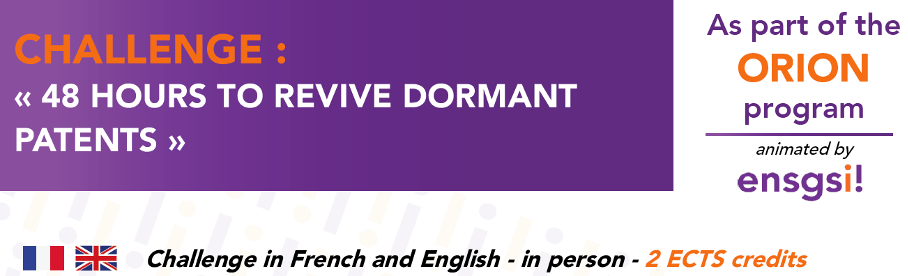 CHALLENGE :
« 48 HOURS TO REVIVE DORMANT
PATENTS »
As part of the
ORION
program
animated by
ensgsi!
Challenge in French and English - in person - 2 ECTS credits